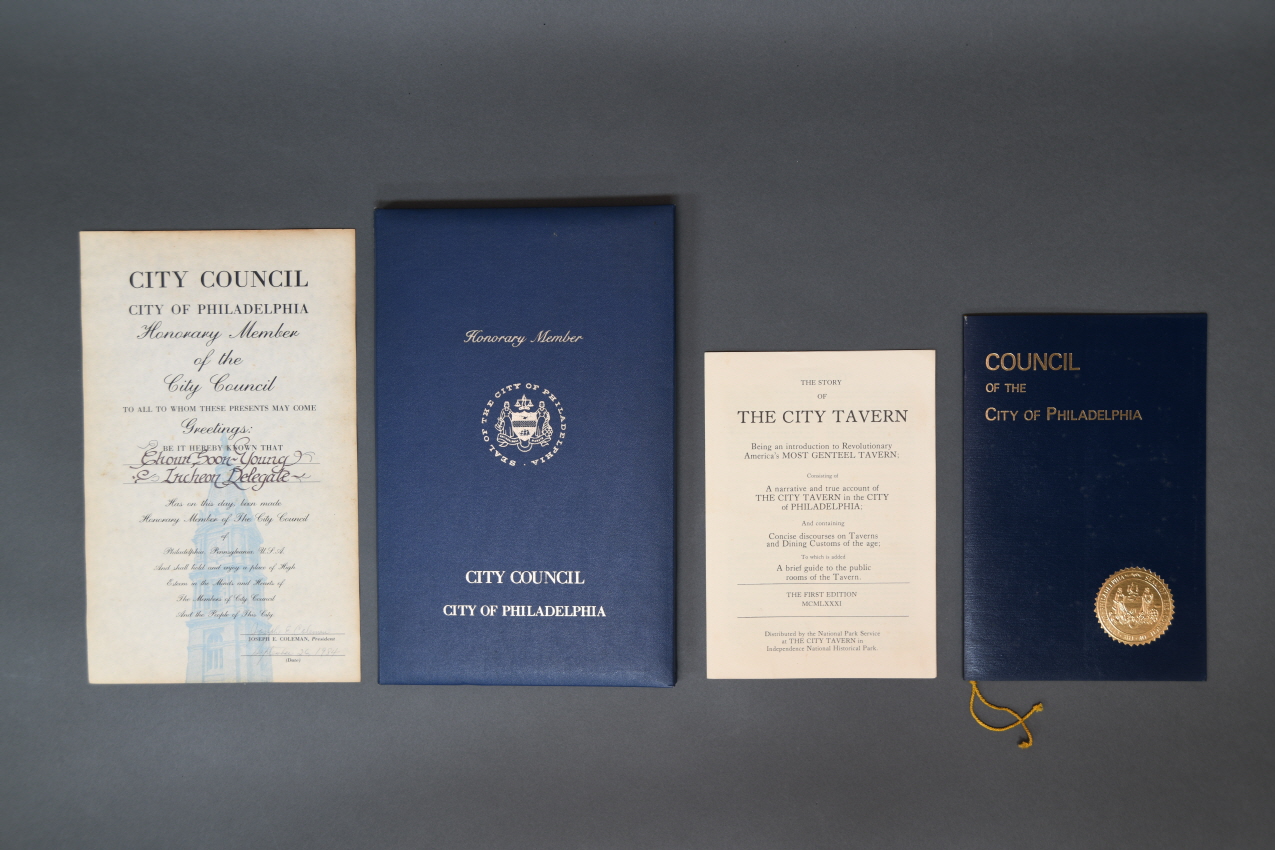 CITY COUNCIL
CITY OF PHILADELPHIA
Honorary Member
of the
City Council
TO ALL TO WHOM THESE PRESENTS MAY COME
Greetings:
BE IT HEREBY KNOWN THAT
Choun Soon-Young
Incheon Delegate
Has on this day, been made
Honorary Member of The City Council
of
Philadelphia, Pennsylvania U.S.A.
And shall hold and enjoy a place of High
Esteem in the Minds and Hearts of
The Members of City Council
And the People of This City
JOSEPH E. COLEMAN, President
(Date)
Honorary Member
SEAL OF THE CITY OF PHILADELPHIA
CITY COUNCIL
CITY OF PHILADELPHIA
THE STORY
OF
THE CITY TAVERN
Being an introduction to Revolutionary
America's MOST GENTEEL TAVERN;
Consisting of
A narrative and true account of
THE CITY TAVERN in the CITY
of PHILADELPHIA;
And containing
Concise discourses on Taverns
and Dining Customs of the age;
To which is added
A brief guide to the public
rooms of the Tavern.
THE FIRST EDITION
MCMLXXXI
Distributed by the National Park Service
at THE CITY TAVERN in
Independence National Historical Park.
COUNCIL
OF THE
CITY OF PHILADELPHIA